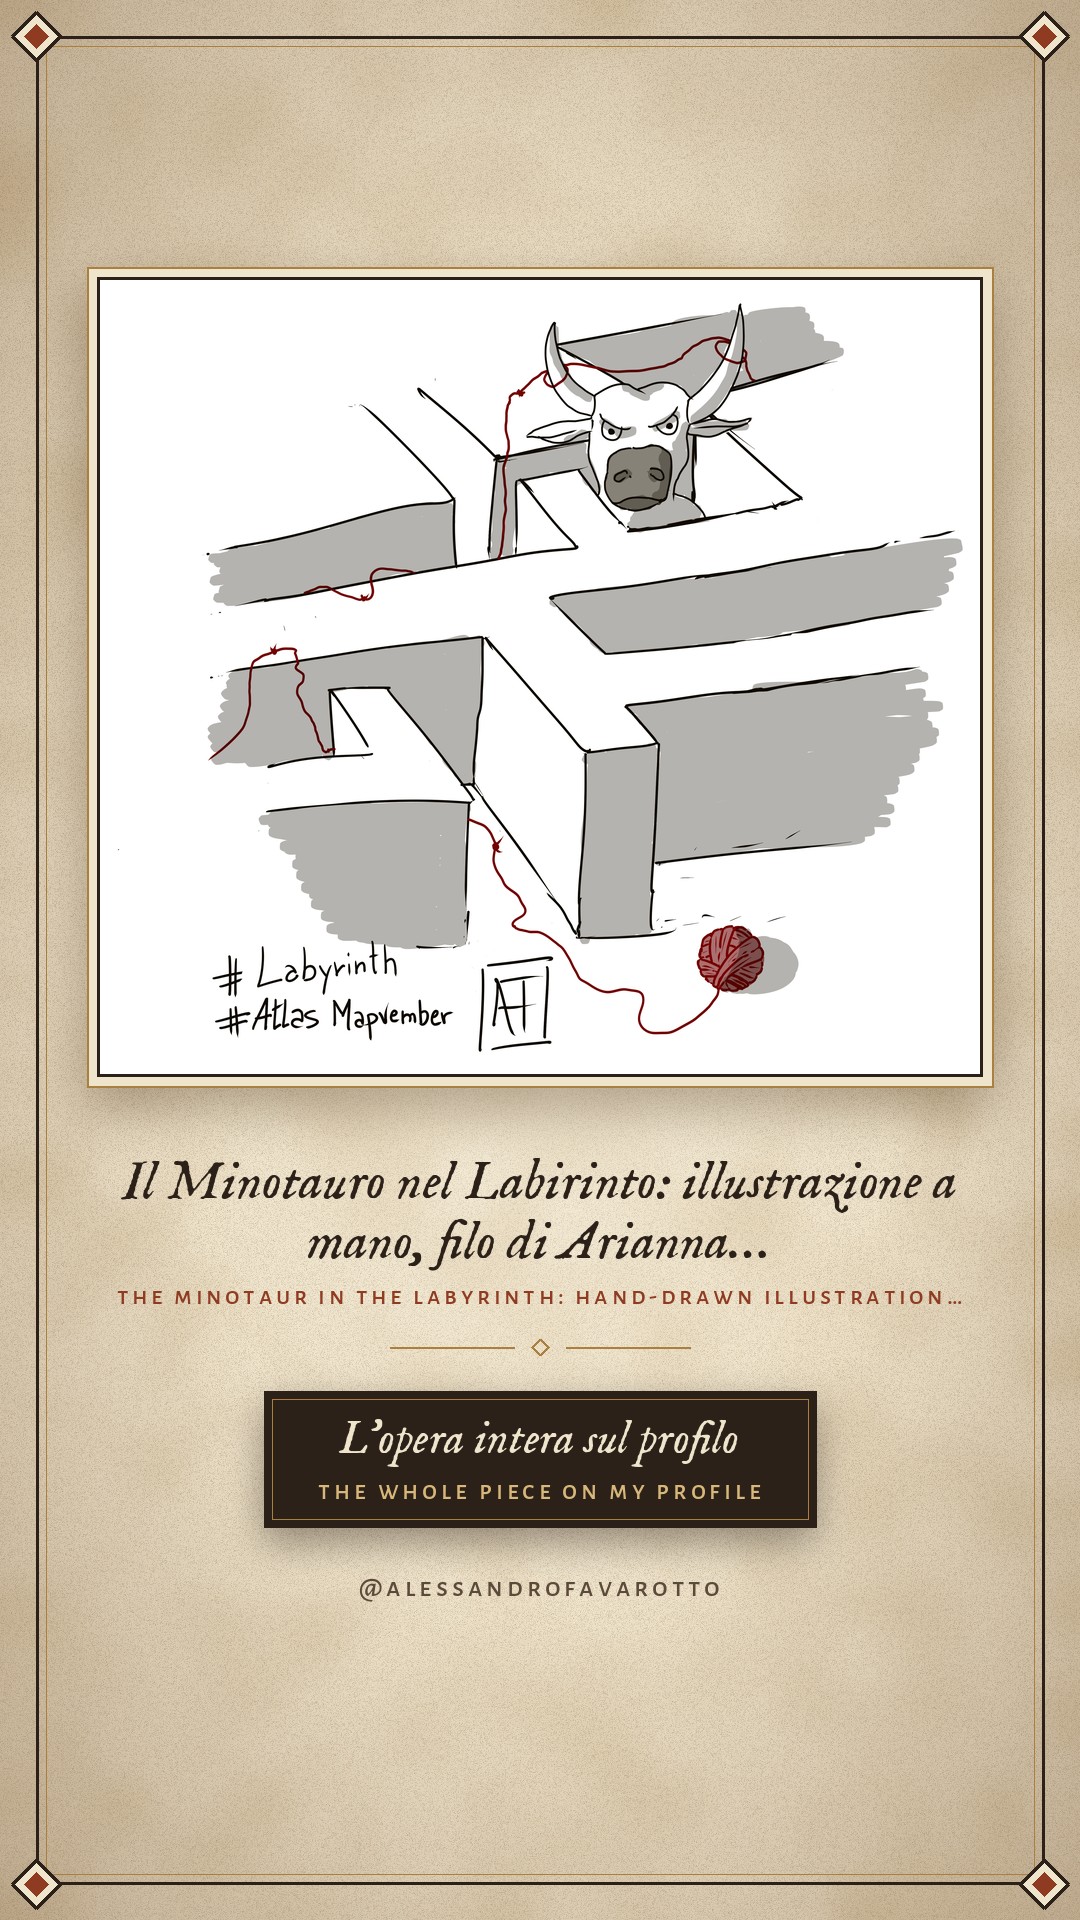 # Labyrinth
#Atlas Mapvember
AF
Il Minotauro nel Labirinto: illustrazione a
mano, filo di Arianna...
THE MINOTAUR IN THE LABYRINTH: HAND-DRAWN ILLUSTRATION...
L'opera intera sul profilo
THE WHOLE PIECE ON MY PROFILE
@ALESSANDROFAVAROTTO